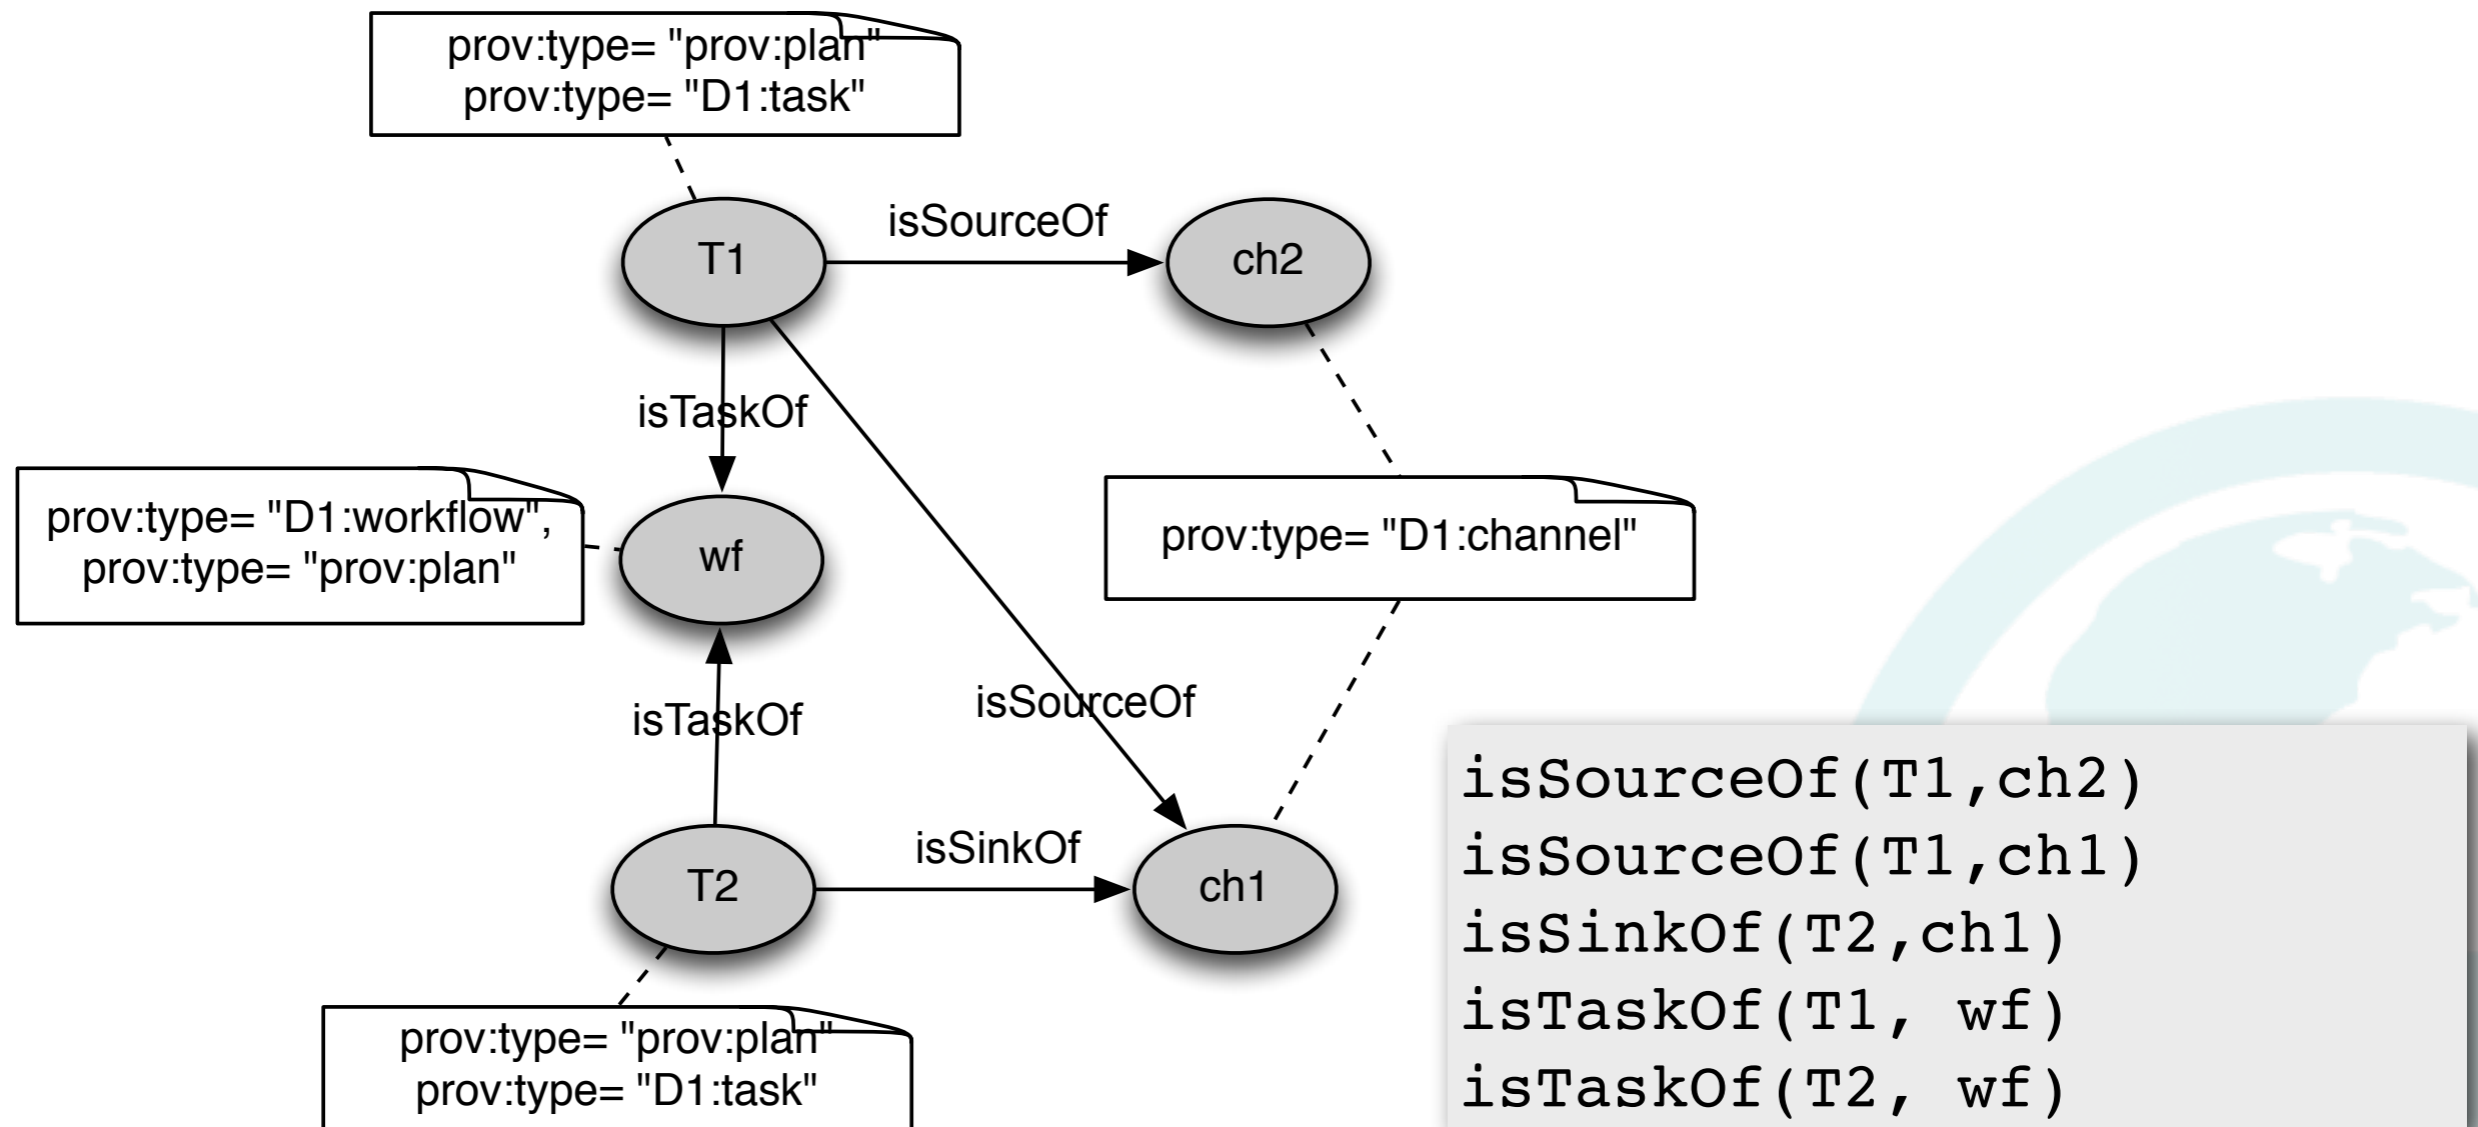 prov:type= "prov:plan"
prov:type= "D1:task"
isSourceOf
T1
ch2
isTaskOf
prov:type= "D1:workflow",
prov:type= "prov:plan"
wf
prov:type= "D1:channel"
isTaskOf
isSourceOf
isSinkOf
T2
ch1
prov:type= "prov:plan"
prov:type= "D1:task"
isSourceOf(T1,ch2)
isSourceOf(T1,ch1)
isSinkOf(T2,ch1)
isTaskOf(T1, wf)
isTaskOf(T2, wf)